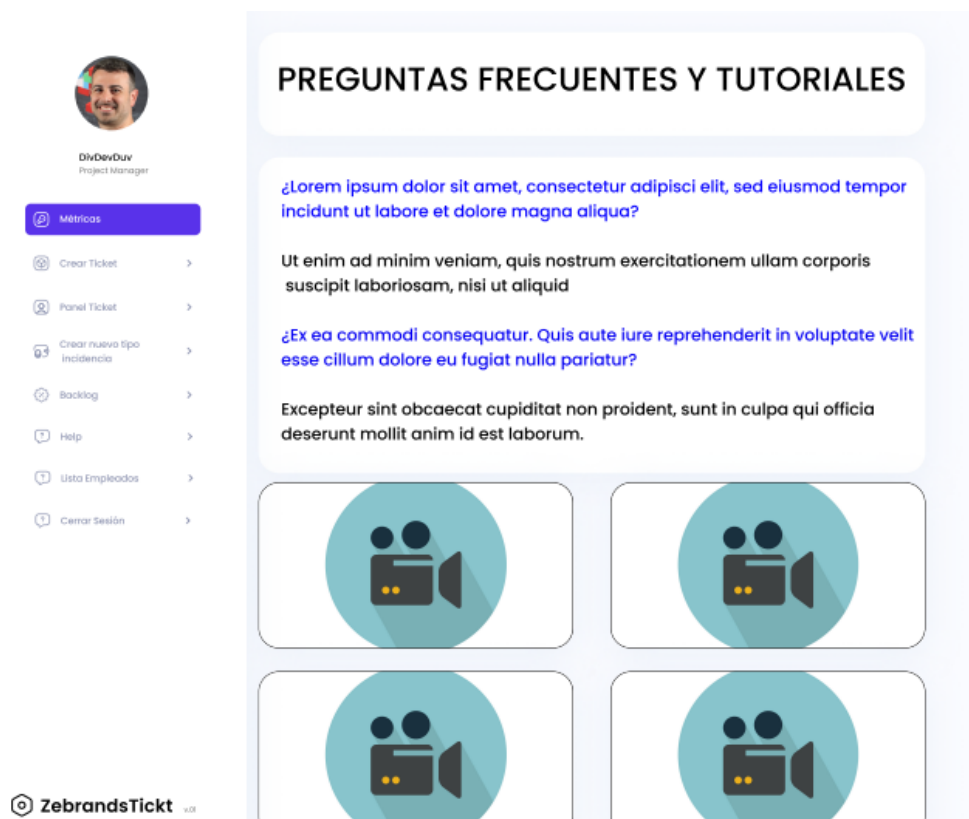 DivDevDuv
Project Manager
Métricas
Crear Ticket
Panel Ticket
Crear nuevo tipo
incidencia
Backlog
Help
Lista Empleados
Cerrar Sesión
ZebrandsTickt v.01
PREGUNTAS FRECUENTES Y TUTORIALES
¿Lorem ipsum dolor sit amet, consectetur adipisci elit, sed eiusmod tempor
incidunt ut labore et dolore magna aliqua?
Ut enim ad minim veniam, quis nostrum exercitationem ullam corporis
suscipit laboriosam, nisi ut aliquid
¿Ex ea commodi consequatur. Quis aute iure reprehenderit in voluptate velit
esse cillum dolore eu fugiat nulla pariatur?
Excepteur sint obcaecat cupiditat non proident, sunt in culpa qui officia
deserunt mollit anim id est laborum.